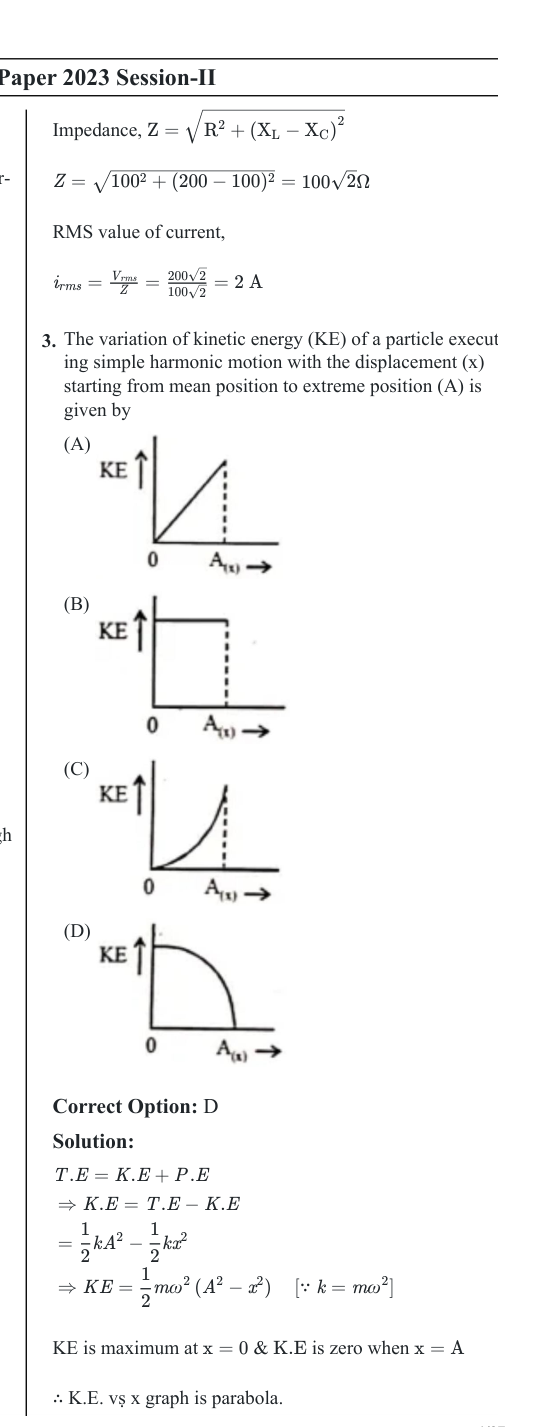 Paper 2023 Session-II
Impedance, Z = √(R² + (X_L − X_C)²)
r-
Z = √(100² + (200 − 100)²) = 100√2Ω
RMS value of current,
i_rms = V_rms/Z = 200√2/100√2 = 2 A
3. The variation of kinetic energy (KE) of a particle execut
ing simple harmonic motion with the displacement (x)
starting from mean position to extreme position (A) is
given by
(A)
KE ↑
0 A(x) →
(B)
KE ↑
0 A(x) →
(C)
KE ↑
gh
0 A(x) →
(D)
KE ↑
0 A(x) →
Correct Option: D
Solution:
T.E = K.E + P.E
⇒ K.E = T.E − K.E
= 1/2 kA² − 1/2 kx²
⇒ KE = 1/2 mω² (A² − x²) [∵ k = mω²]
KE is maximum at x = 0 & K.E is zero when x = A
∴ K.E. vṣ x graph is parabola.